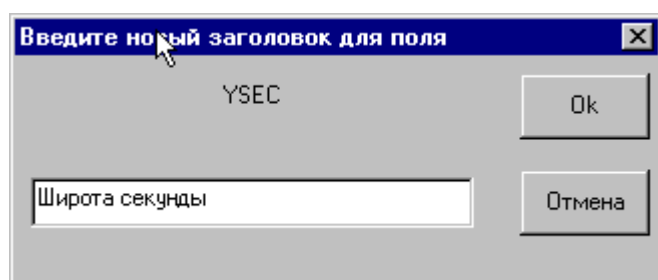 Введите новый заголовок для поля
YSEC
Ok
Широта секунды
Отмена